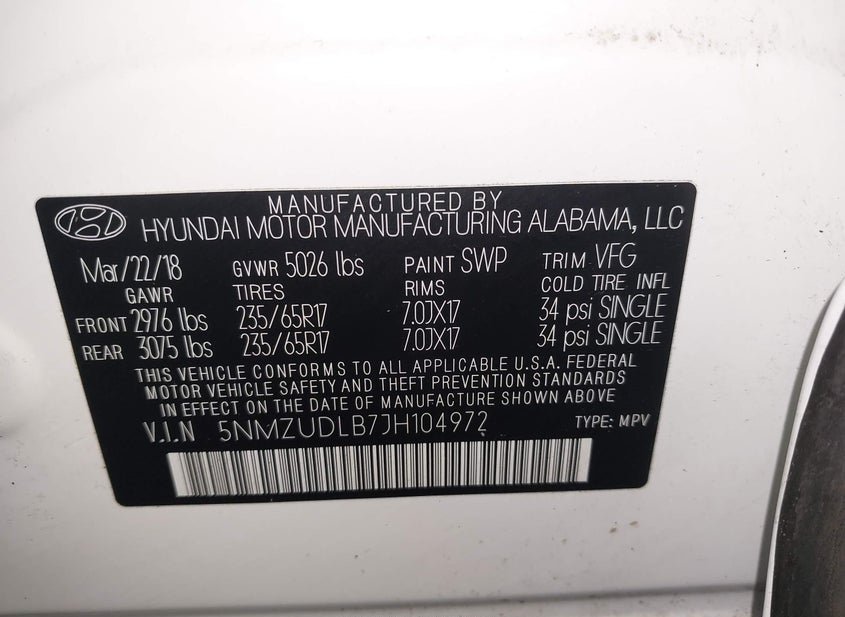 MANUFACTURED BY
HYUNDAI MOTOR MANUFACTURING ALABAMA, LLC
Mar/22/18 GVWR 5026 lbs PAINT SWP TRIM VFG
GAWR TIRES RIMS COLD TIRE INFL
FRONT 2976 lbs 235/65R17 7.0JX17 34 psi SINGLE
REAR 3075 lbs 235/65R17 7.0JX17 34 psi SINGLE
THIS VEHICLE CONFORMS TO ALL APPLICABLE U.S.A. FEDERAL
MOTOR VEHICLE SAFETY AND THEFT PREVENTION STANDARDS
IN EFFECT ON THE DATE OF MANUFACTURE SHOWN ABOVE.
V.I.N 5NMZUDLB7JH104972 TYPE: MPV